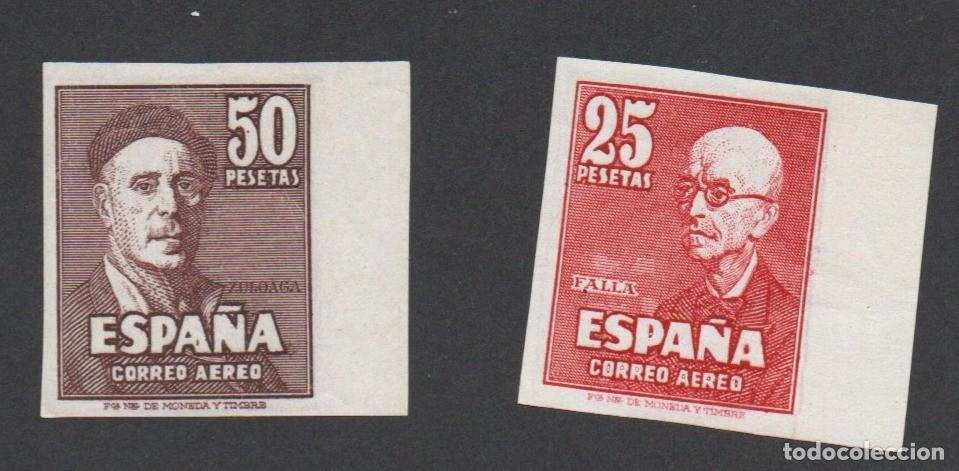 50
PESETAS
ZULOAGA
ESPAÑA
CORREO AEREO
FCA NAL DE MONEDA Y TIMBRE
25
PESETAS
FALLA
ESPAÑA
CORREO AEREO
FCA NAL DE MONEDA Y TIMBRE
todocoleccion